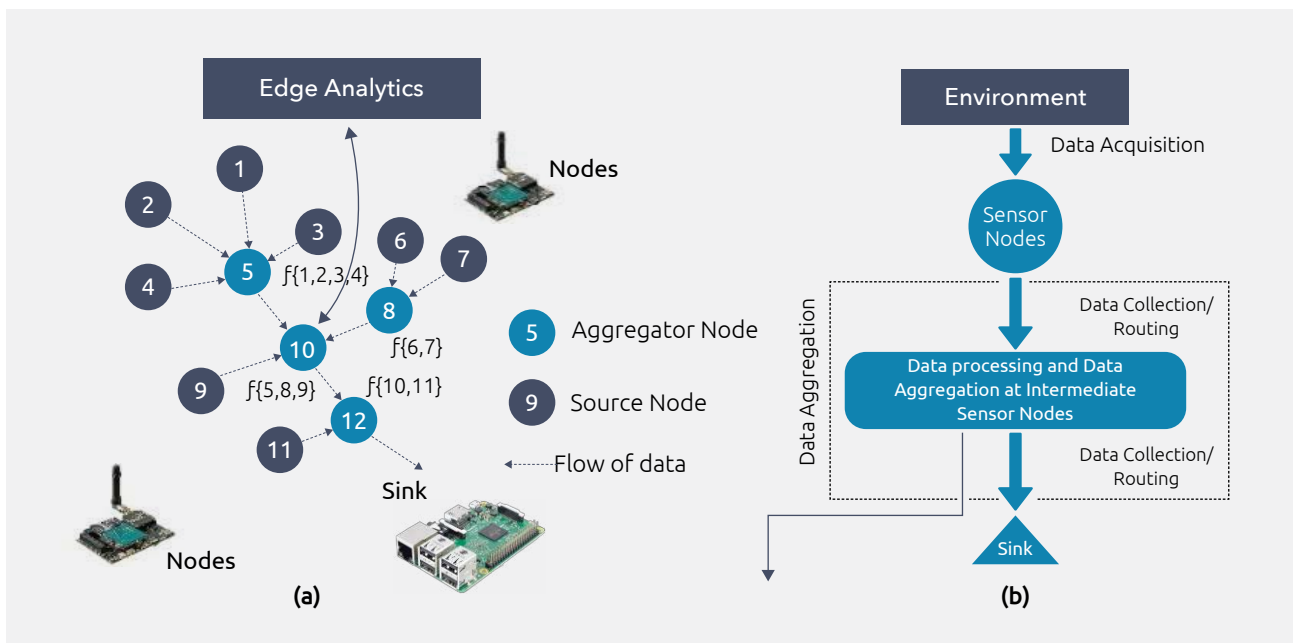 Edge Analytics
Nodes
1
2
3
6
7
4
5
ƒ{1,2,3,4}
8
10
ƒ{6,7}
9
ƒ{5,8,9}
ƒ{10,11}
12
11
Sink
Nodes
5
Aggregator Node
9
Source Node
Flow of data
(a)
Environment
Data Acquisition
Sensor
Nodes
Data Aggregation
Data Collection/
Routing
Data processing and Data
Aggregation at Intermediate
Sensor Nodes
Data Collection/
Routing
Sink
(b)